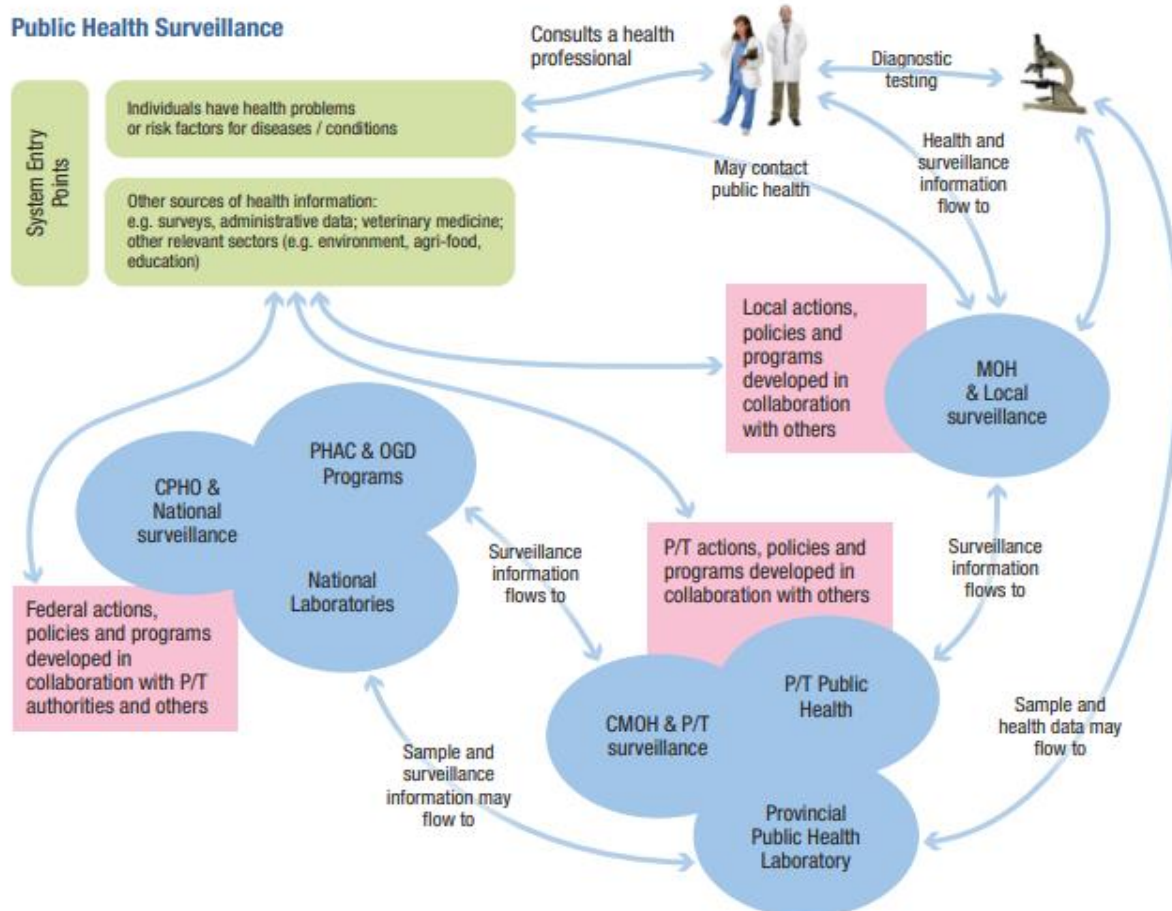 Public Health Surveillance
System Entry
Points
Individuals have health problems
or risk factors for diseases / conditions
Other sources of health information:
e.g. surveys, administrative data; veterinary medicine;
other relevant sectors (e.g. environment, agri-food,
education)
Consults a health
professional
Diagnostic
testing
May contact
public health
Health and
surveillance
information
flow to
Local actions,
policies and
programs
developed in
collaboration
with others
MOH
& Local
surveillance
PHAC & OGD
Programs
CPHO &
National
surveillance
National
Laboratories
Federal actions,
policies and programs
developed in
collaboration with P/T
authorities and others
Surveillance
information
flows to
P/T actions, policies and
programs developed in
collaboration with others
Surveillance
information
flows to
P/T Public
Health
CMOH & P/T
surveillance
Provincial
Public Health
Laboratory
Sample and
surveillance
information may
flow to
Sample and
health data may
flow to